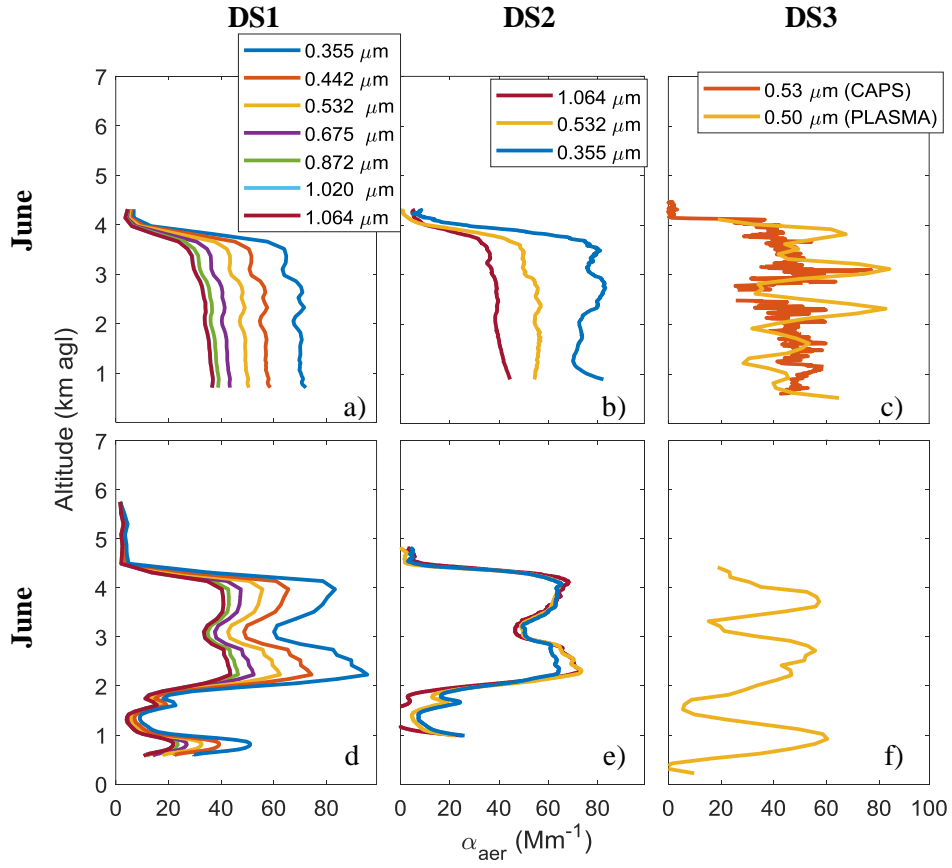 DS1 DS2 DS3
0.355 μm
0.442 μm
0.532 μm
0.675 μm
0.872 μm
1.020 μm
1.064 μm
1.064 μm
0.532 μm
0.355 μm
0.53 μm (CAPS)
0.50 μm (PLASMA)
June
June
Altitude (km agl)
7
6
5
4
3
2
1
a)
b)
c)
7
6
5
4
3
2
1
0
d
e)
f)
0 20 40 60 80
0 20 40 60 80
0 20 40 60 80 100
α_aer (Mm⁻¹)